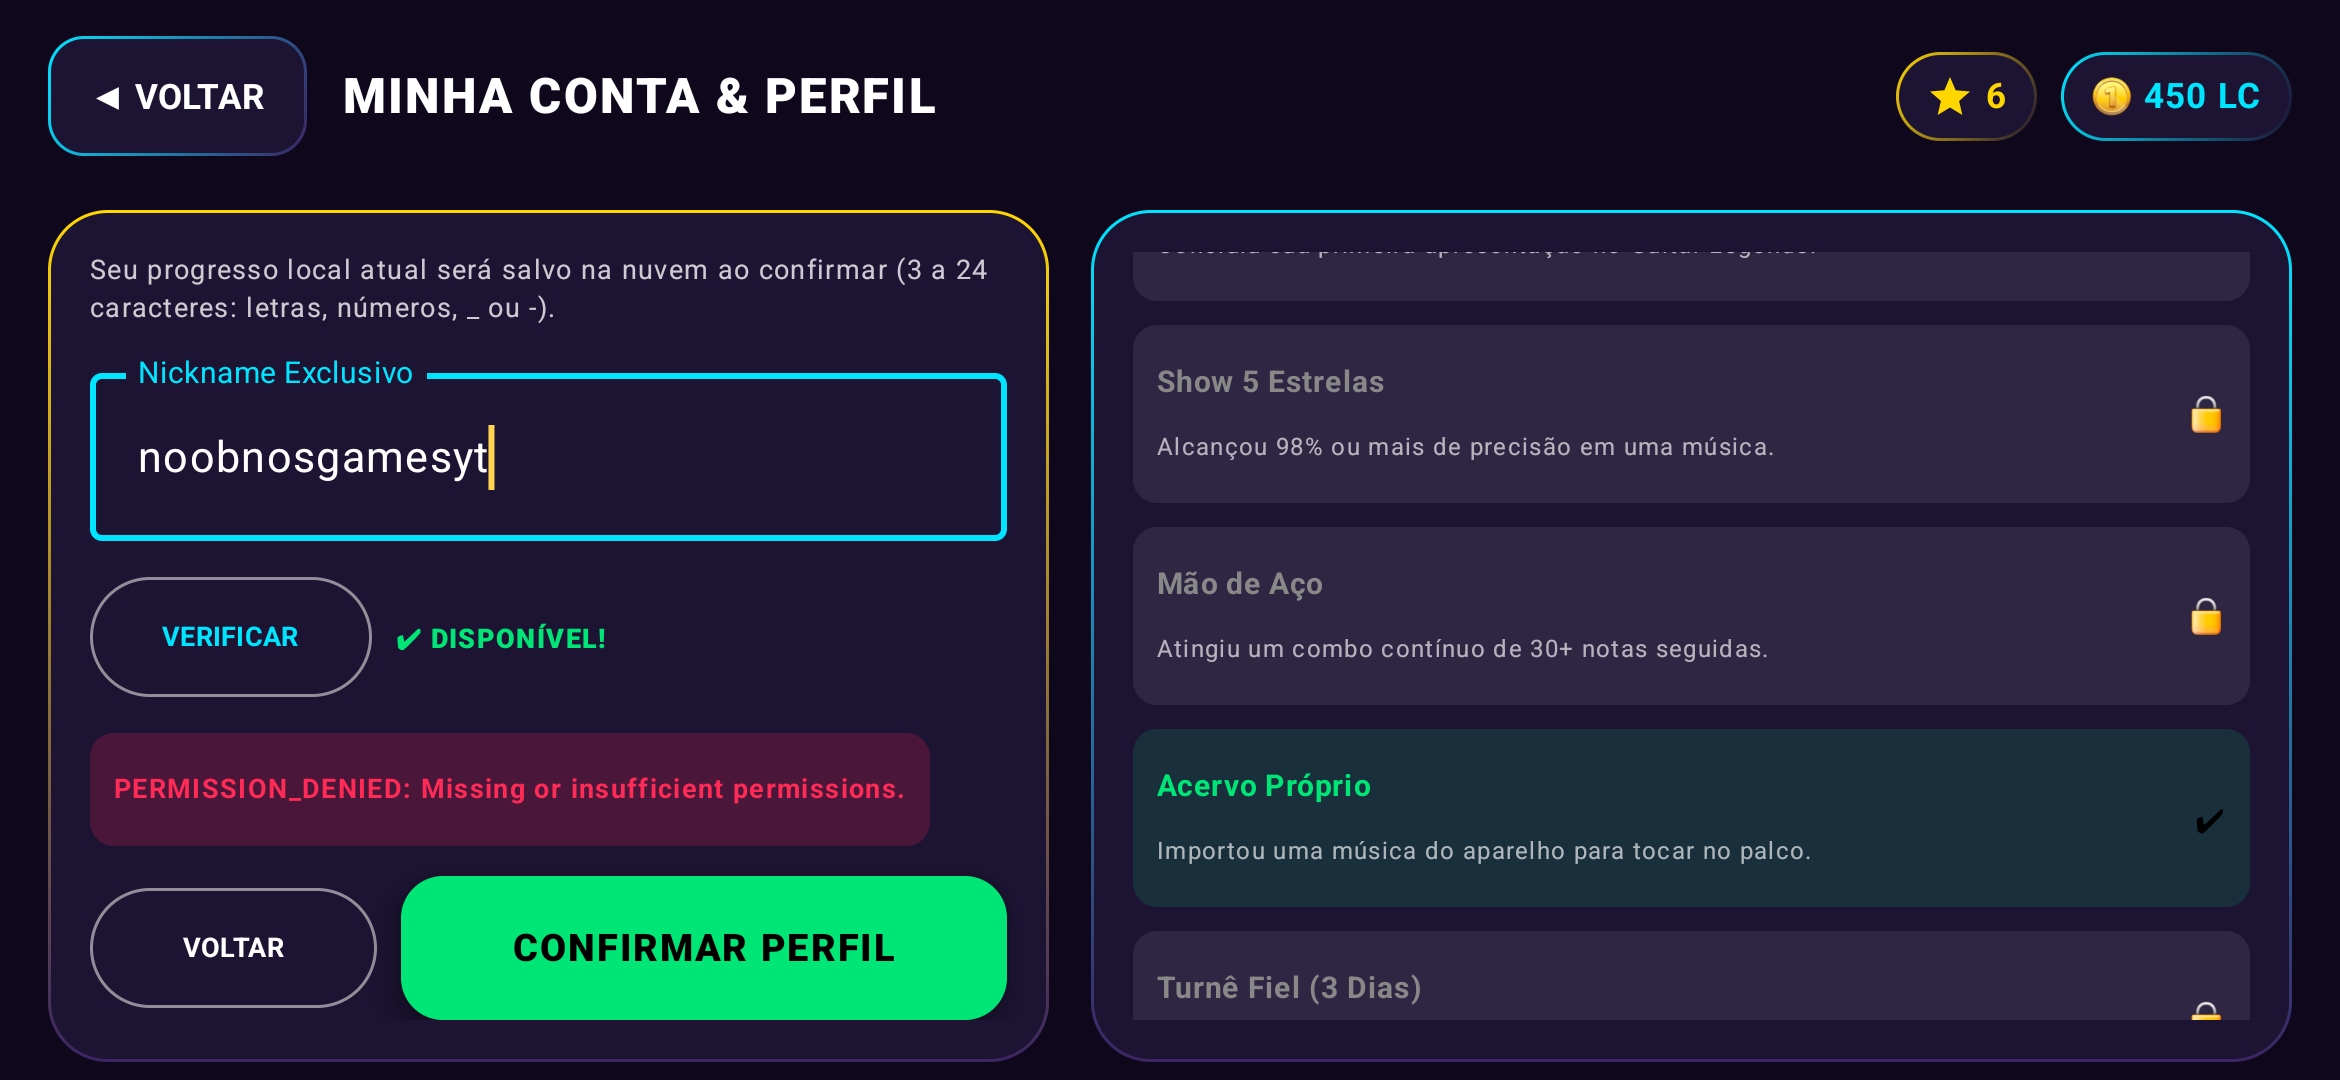 ◀ VOLTAR
MINHA CONTA & PERFIL
★ 6
450 LC
Seu progresso local atual será salvo na nuvem ao confirmar (3 a 24
caracteres: letras, números, _ ou -).
Nickname Exclusivo
noobnosgamesyt
VERIFICAR
✔ DISPONÍVEL!
PERMISSION_DENIED: Missing or insufficient permissions.
VOLTAR
CONFIRMAR PERFIL
Show 5 Estrelas
Alcançou 98% ou mais de precisão em uma música.
Mão de Aço
Atingiu um combo contínuo de 30+ notas seguidas.
Acervo Próprio
Importou uma música do aparelho para tocar no palco.
Turnê Fiel (3 Dias)